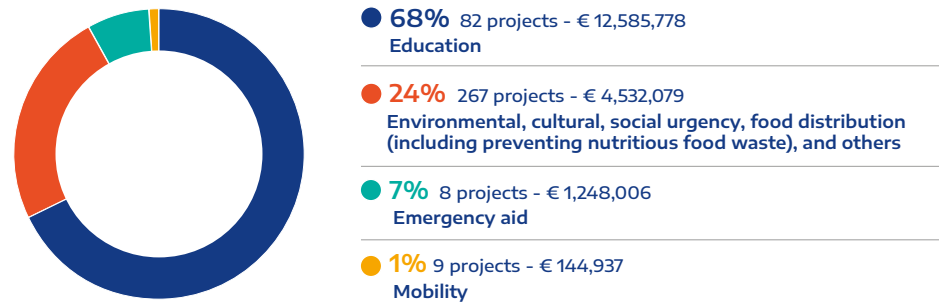 68% 82 projects - € 12,585,778
Education
24% 267 projects - € 4,532,079
Environmental, cultural, social urgency, food distribution
(including preventing nutritious food waste), and others
7% 8 projects - € 1,248,006
Emergency aid
1% 9 projects - € 144,937
Mobility